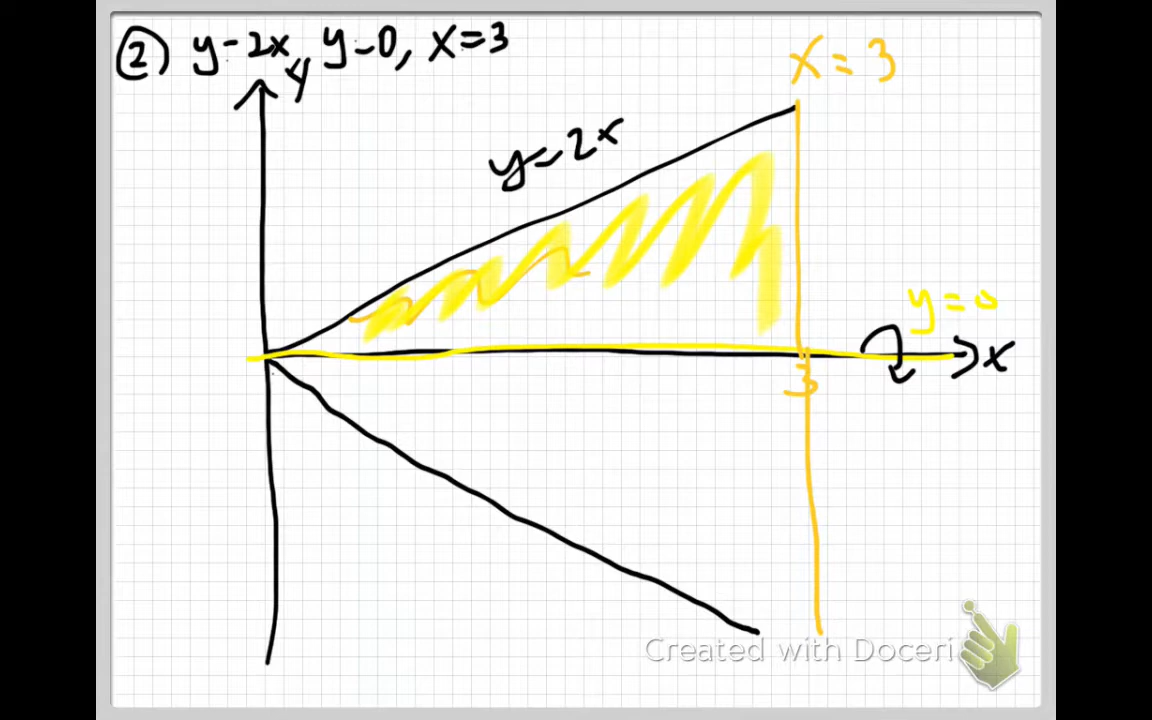 ② y-2x, y-0, x=3
y
x=3
y=2x
y=0
x
3
Created with Doceri